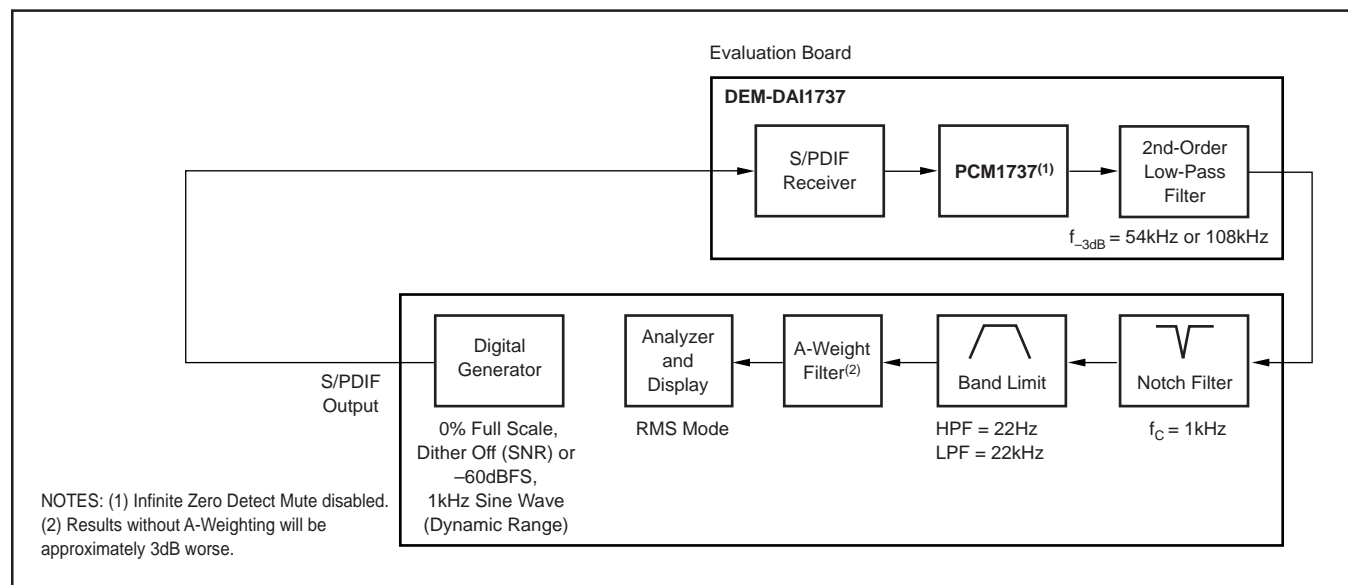 Evaluation Board
DEM-DAI1737
S/PDIF
Receiver
PCM1737(1)
2nd-Order
Low-Pass
Filter
f–3dB = 54kHz or 108kHz
S/PDIF
Output
Digital
Generator
0% Full Scale,
Dither Off (SNR) or
–60dBFS,
1kHz Sine Wave
(Dynamic Range)
Analyzer
and
Display
RMS Mode
A-Weight
Filter(2)
Band Limit
HPF = 22Hz
LPF = 22kHz
Notch Filter
fC = 1kHz
NOTES: (1) Infinite Zero Detect Mute disabled.
(2) Results without A-Weighting will be
approximately 3dB worse.